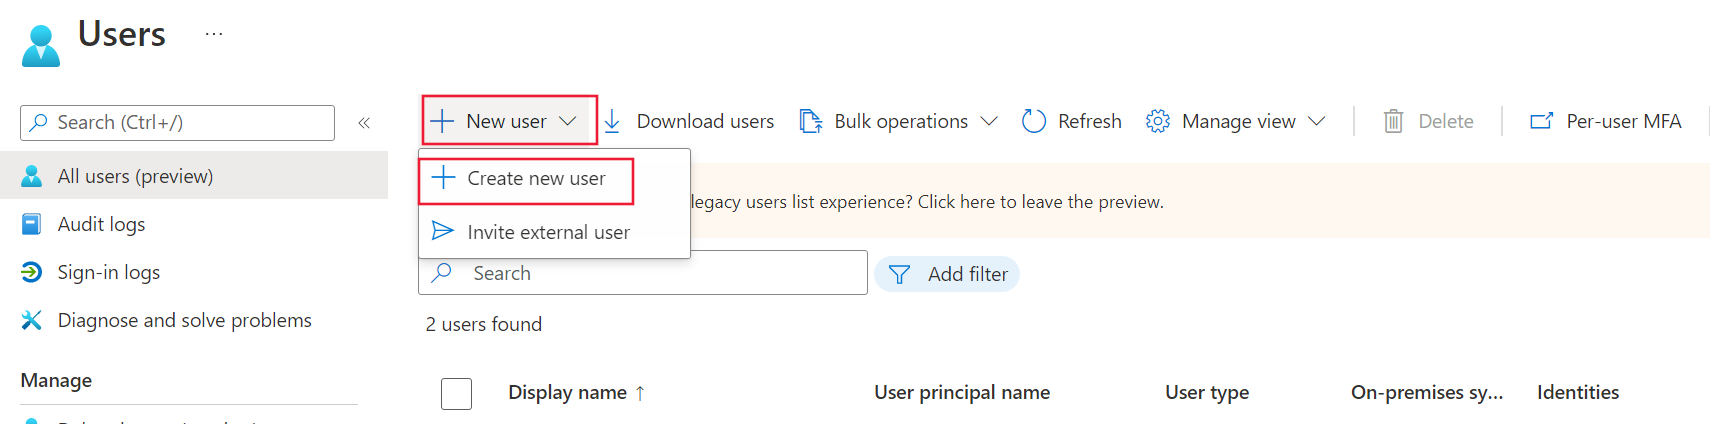 Users ...
Search (Ctrl+/) «
New user Download users Bulk operations Refresh Manage view Delete Per-user MFA
All users (preview)
Create new user
legacy users list experience? Click here to leave the preview.
Audit logs
Invite external user
Sign-in logs
Search Add filter
Diagnose and solve problems
2 users found
Manage
Display name ↑ User principal name User type On-premises sy... Identities